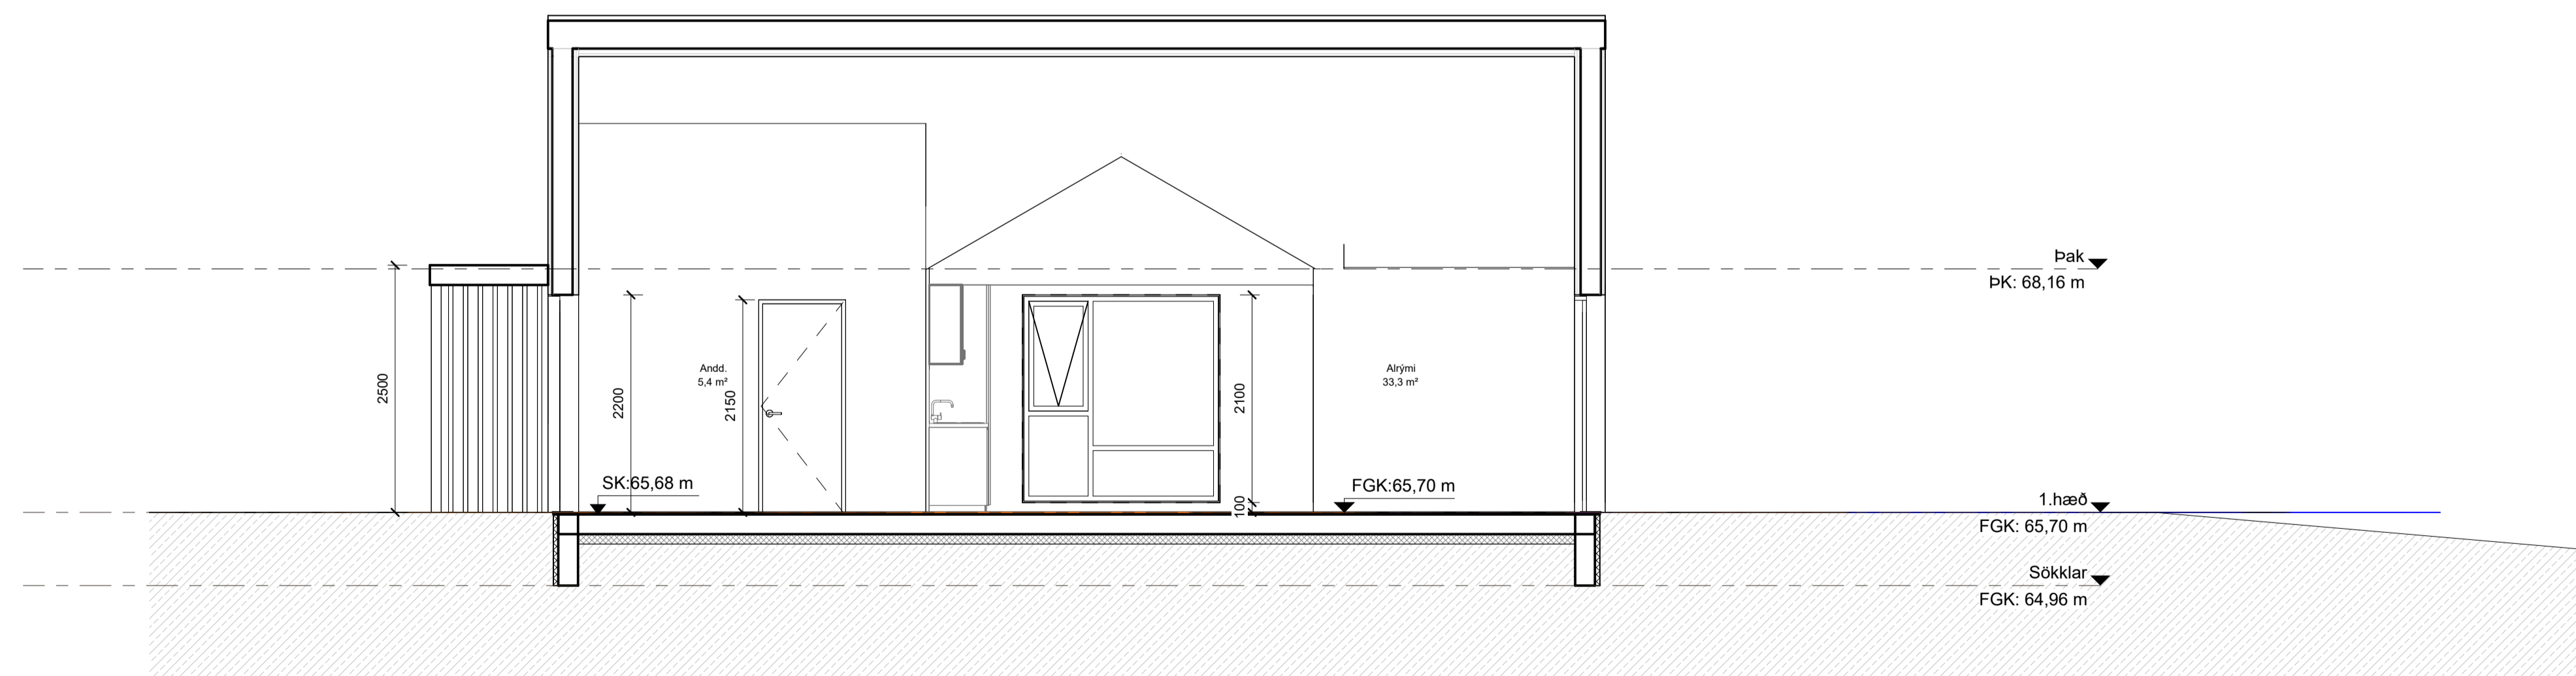 Þak
ÞK: 68,16 m
2500
2200
2150
Andd.
5,4 m²
2100
100
Alrými
33,3 m²
SK:65,68 m
FGK:65,70 m
1.hæð
FGK: 65,70 m
Sökklar
FGK: 64,96 m